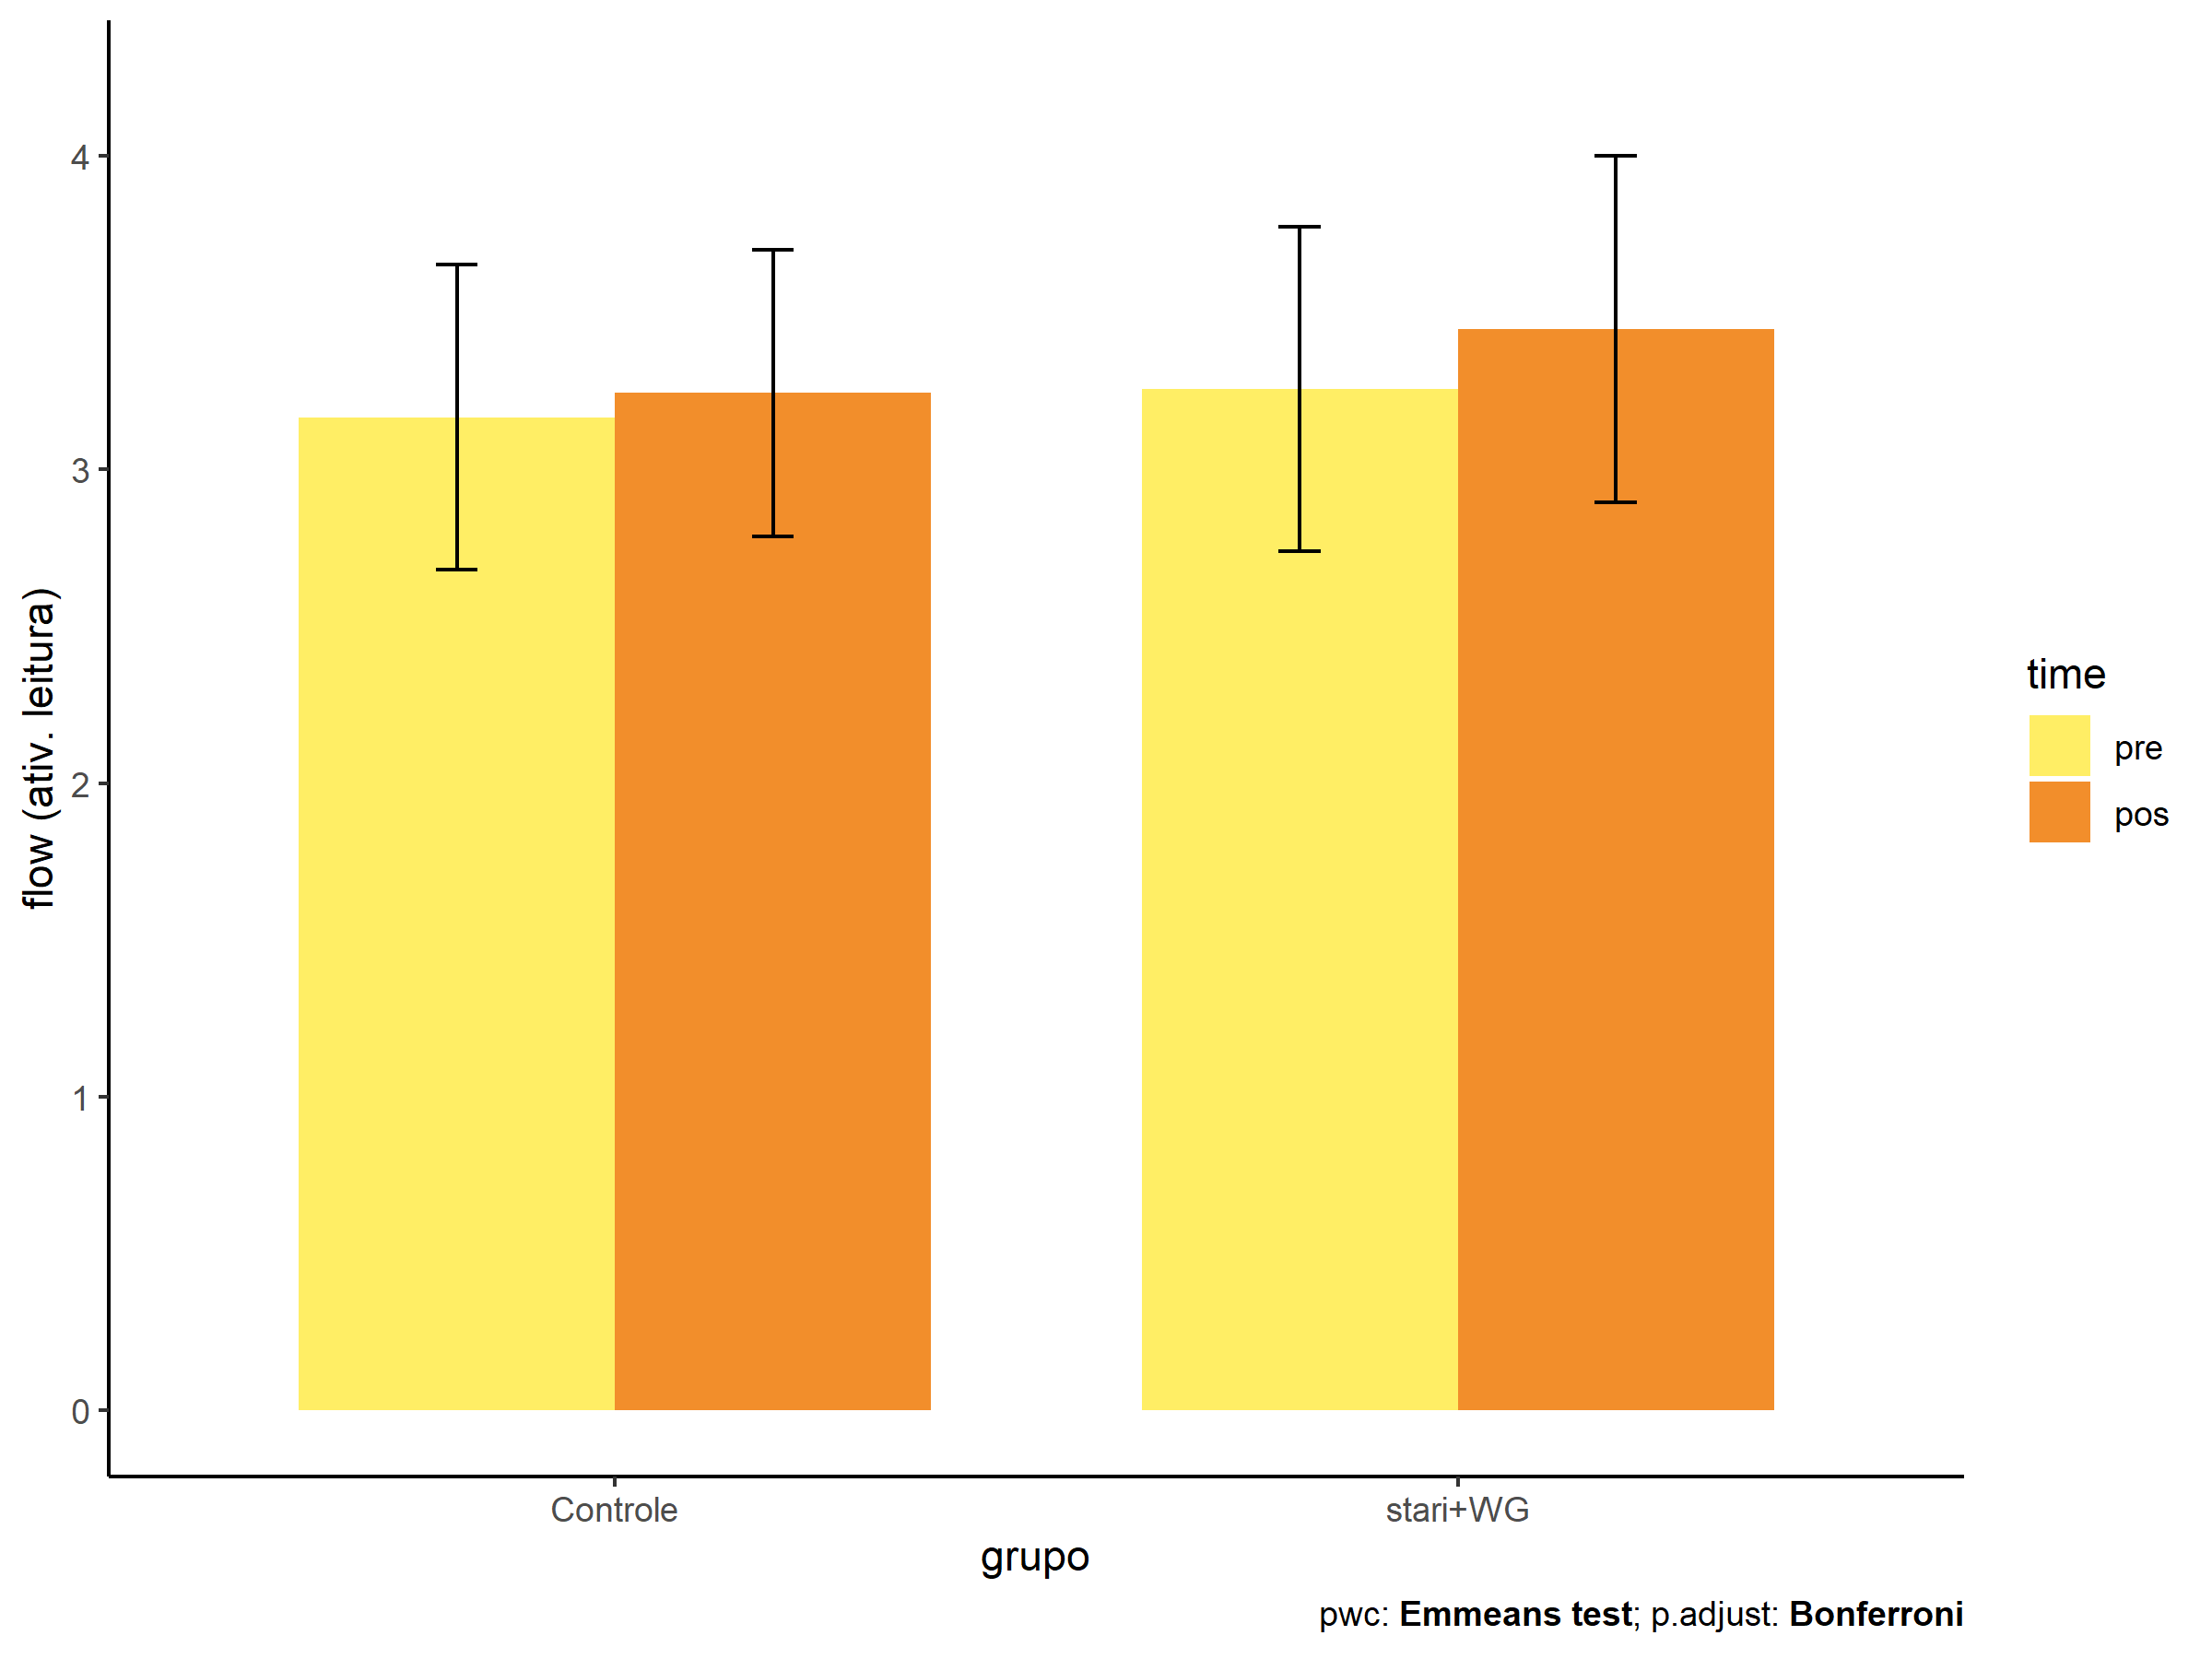 flow (ativ. leitura)
4
3
2
1
0
Controle
stari+WG
grupo
time
pre
pos
pwc: Emmeans test; p.adjust: Bonferroni